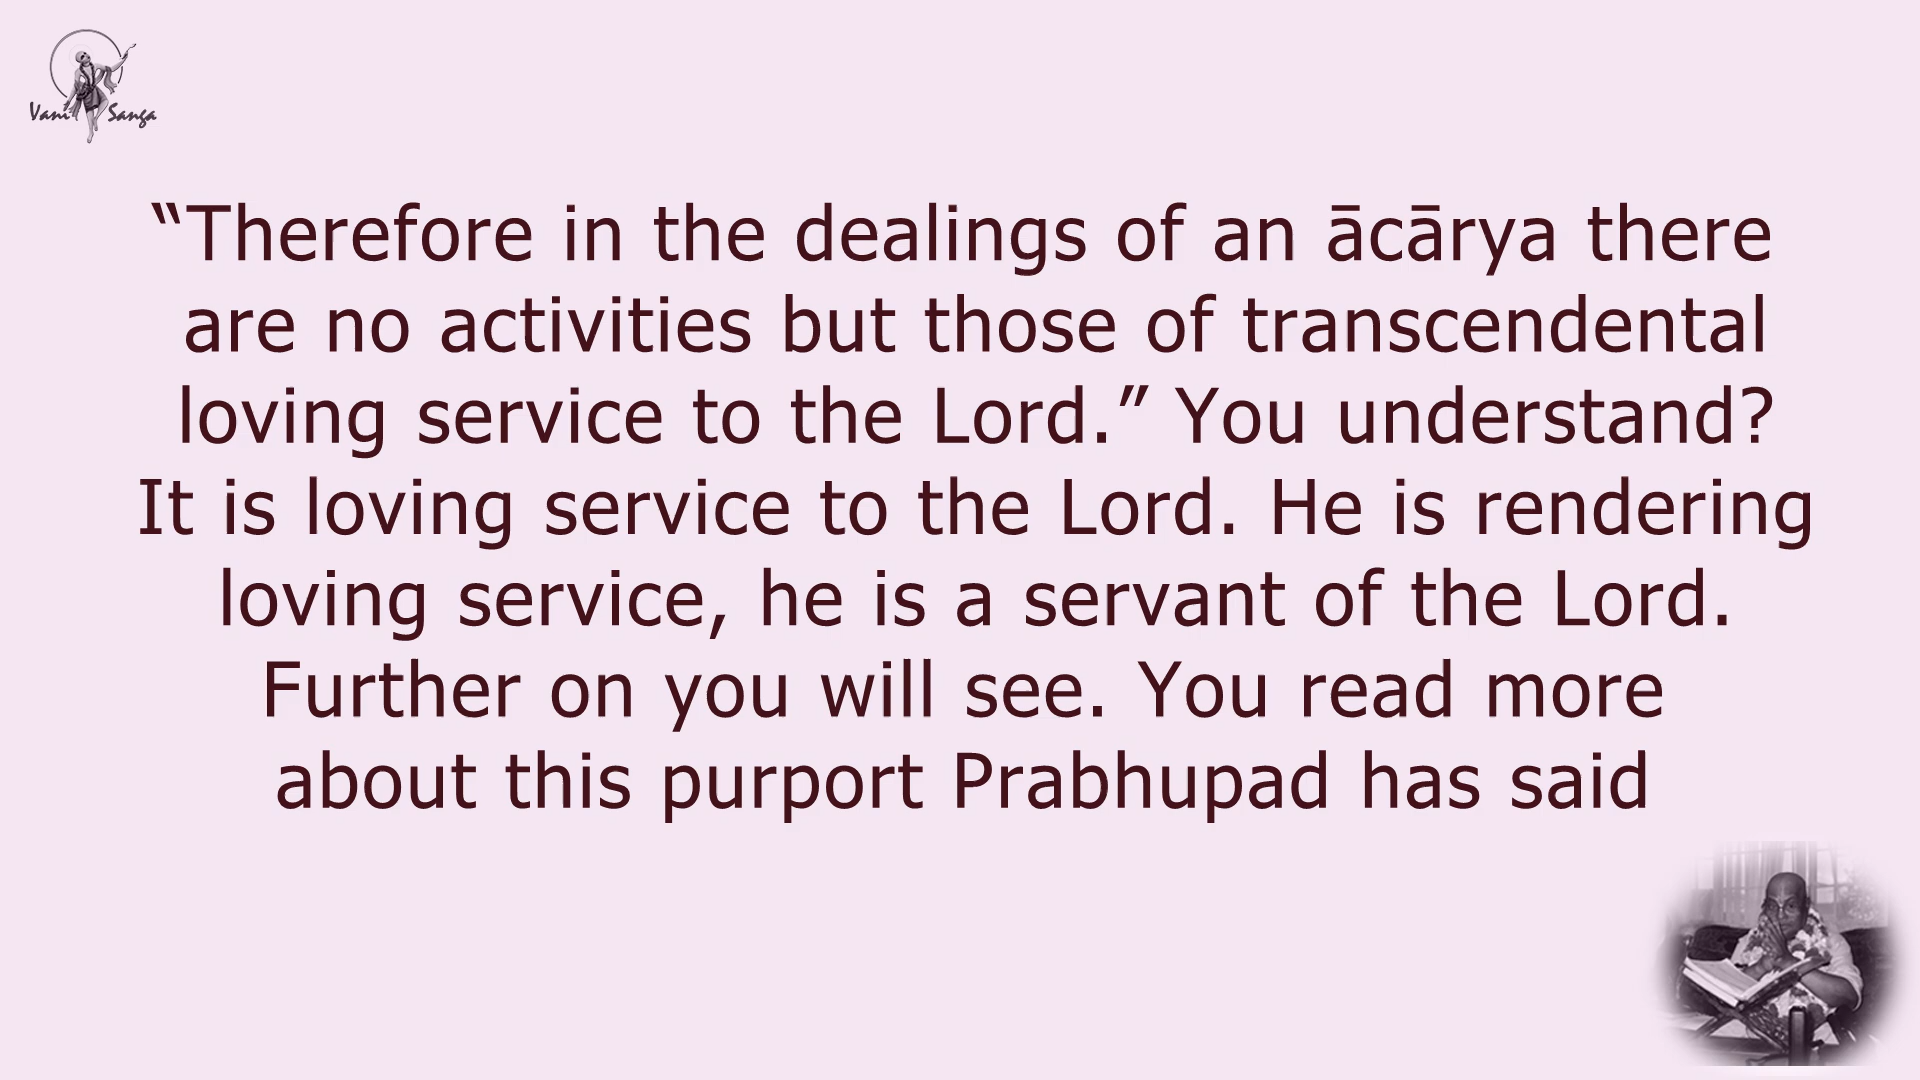 Vani Sanga
“Therefore in the dealings of an ācārya there
are no activities but those of transcendental
loving service to the Lord.” You understand?
It is loving service to the Lord. He is rendering
loving service, he is a servant of the Lord.
Further on you will see. You read more
about this purport Prabhupad has said